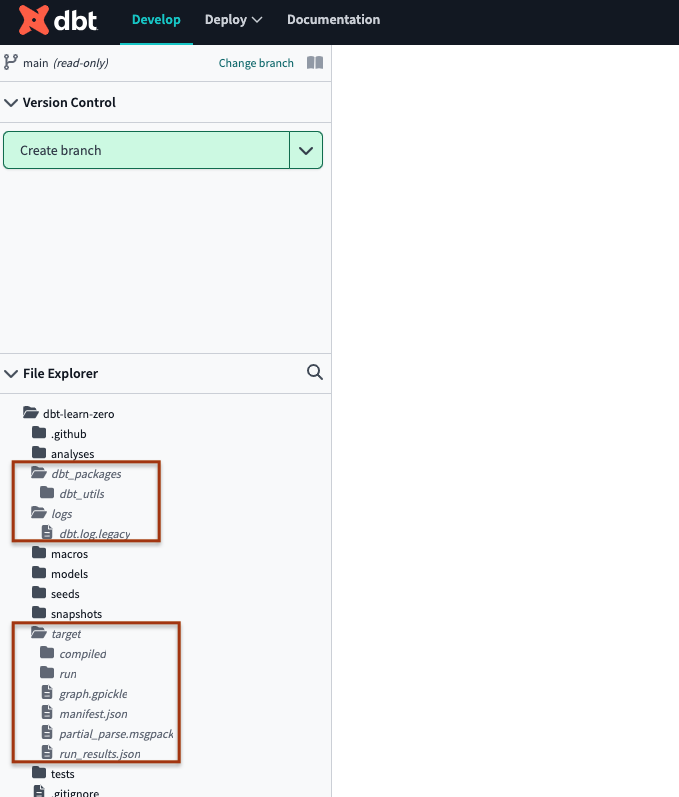 dbt Develop Deploy Documentation
main (read-only) Change branch
Version Control
Create branch
File Explorer
dbt-learn-zero
.github
analyses
dbt_packages
dbt_utils
logs
dbt.log.legacy
macros
models
seeds
snapshots
target
compiled
run
graph.gpickle
manifest.json
partial_parse.msgpack
run_results.json
tests
.gitignore